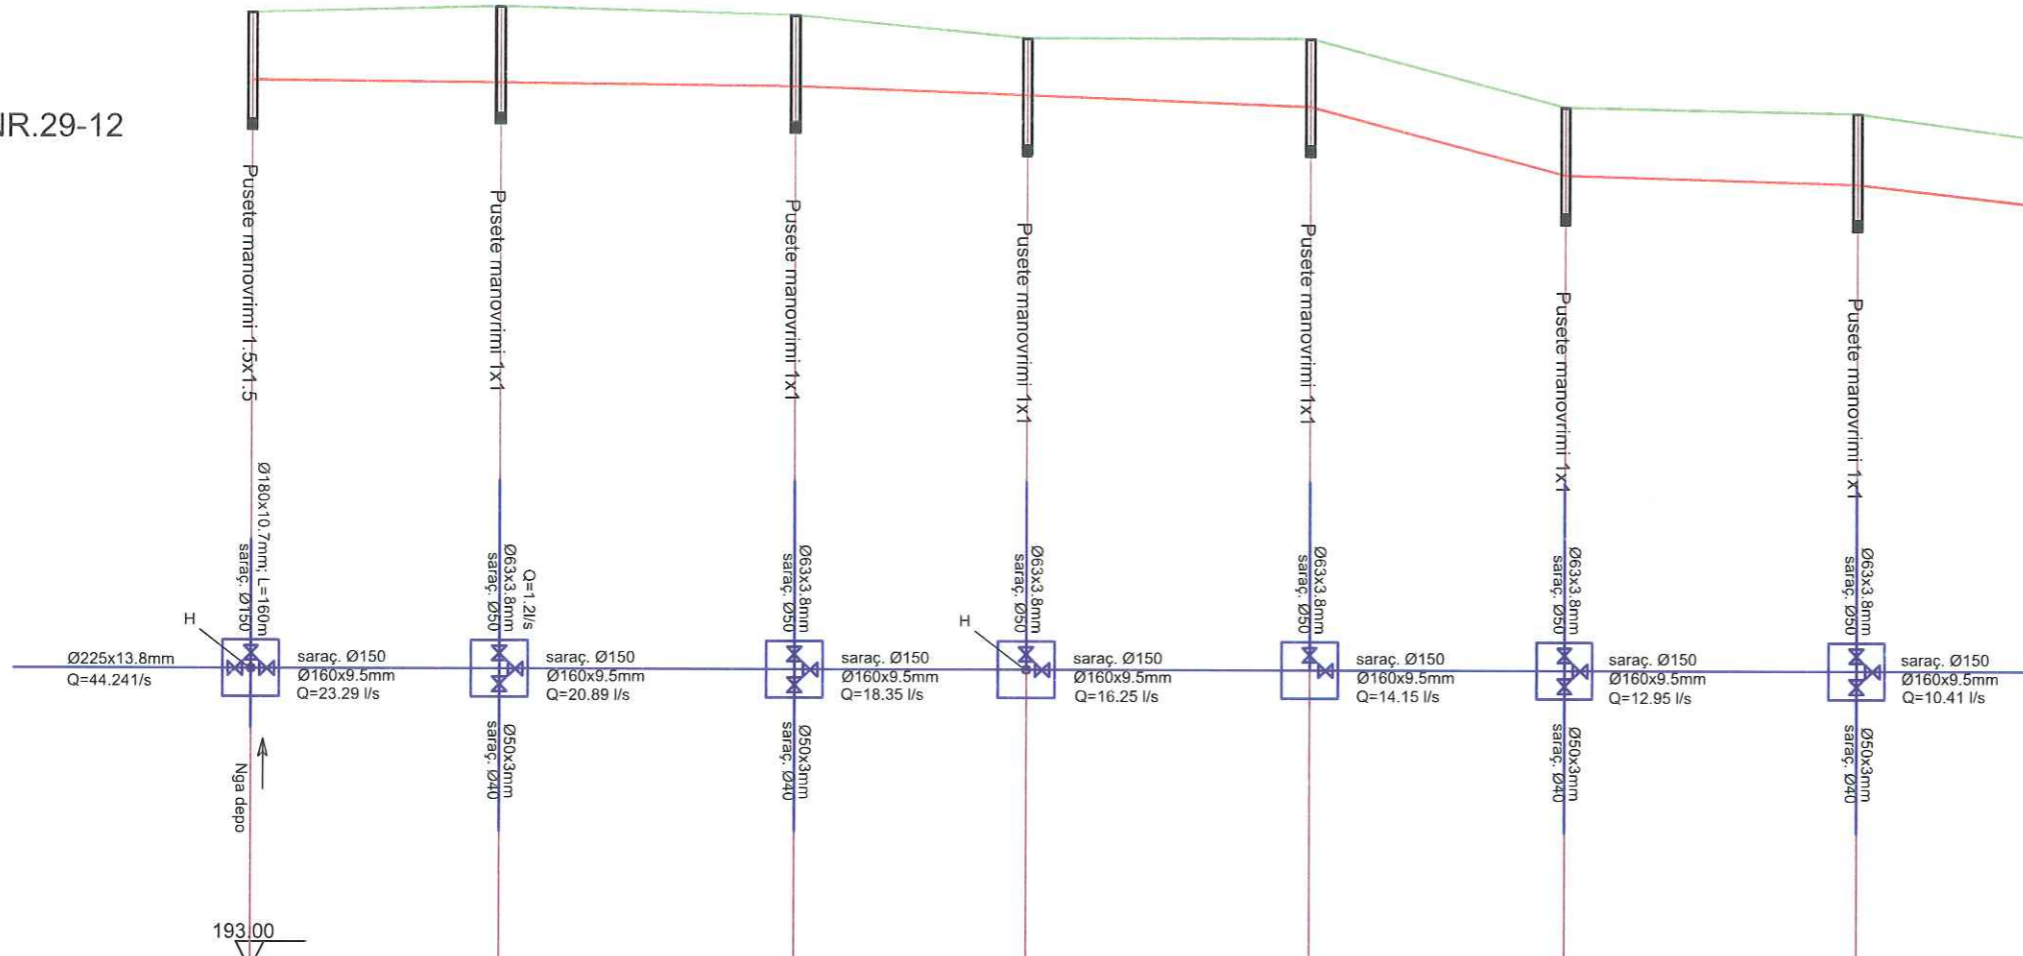 NR.29-12
Pusete manovrimi 1.5x1.5
Pusete manovrimi 1x1
Pusete manovrimi 1x1
Pusete manovrimi 1x1
Pusete manovrimi 1x1
Pusete manovrimi 1x1
Pusete manovrimi 1x1
Ø180x10.7mm; L=160m
saraç. Ø150
Q=1.2l/s
Ø63x3.8mm
saraç. Ø50
Ø63x3.8mm
saraç. Ø50
Ø63x3.8mm
saraç. Ø50
Ø63x3.8mm
saraç. Ø50
Ø63x3.8mm
saraç. Ø50
Ø63x3.8mm
saraç. Ø50
H
H
Ø225x13.8mm
Q=44.241/s
saraç. Ø150
Ø160x9.5mm
Q=23.29 l/s
saraç. Ø150
Ø160x9.5mm
Q=20.89 l/s
saraç. Ø150
Ø160x9.5mm
Q=18.35 l/s
saraç. Ø150
Ø160x9.5mm
Q=16.25 l/s
saraç. Ø150
Ø160x9.5mm
Q=14.15 l/s
saraç. Ø150
Ø160x9.5mm
Q=12.95 l/s
saraç. Ø150
Ø160x9.5mm
Q=10.41 l/s
Nga depo
Ø50x3mm
saraç. Ø40
Ø50x3mm
saraç. Ø40
Ø50x3mm
saraç. Ø40
Ø50x3mm
saraç. Ø40
193.00